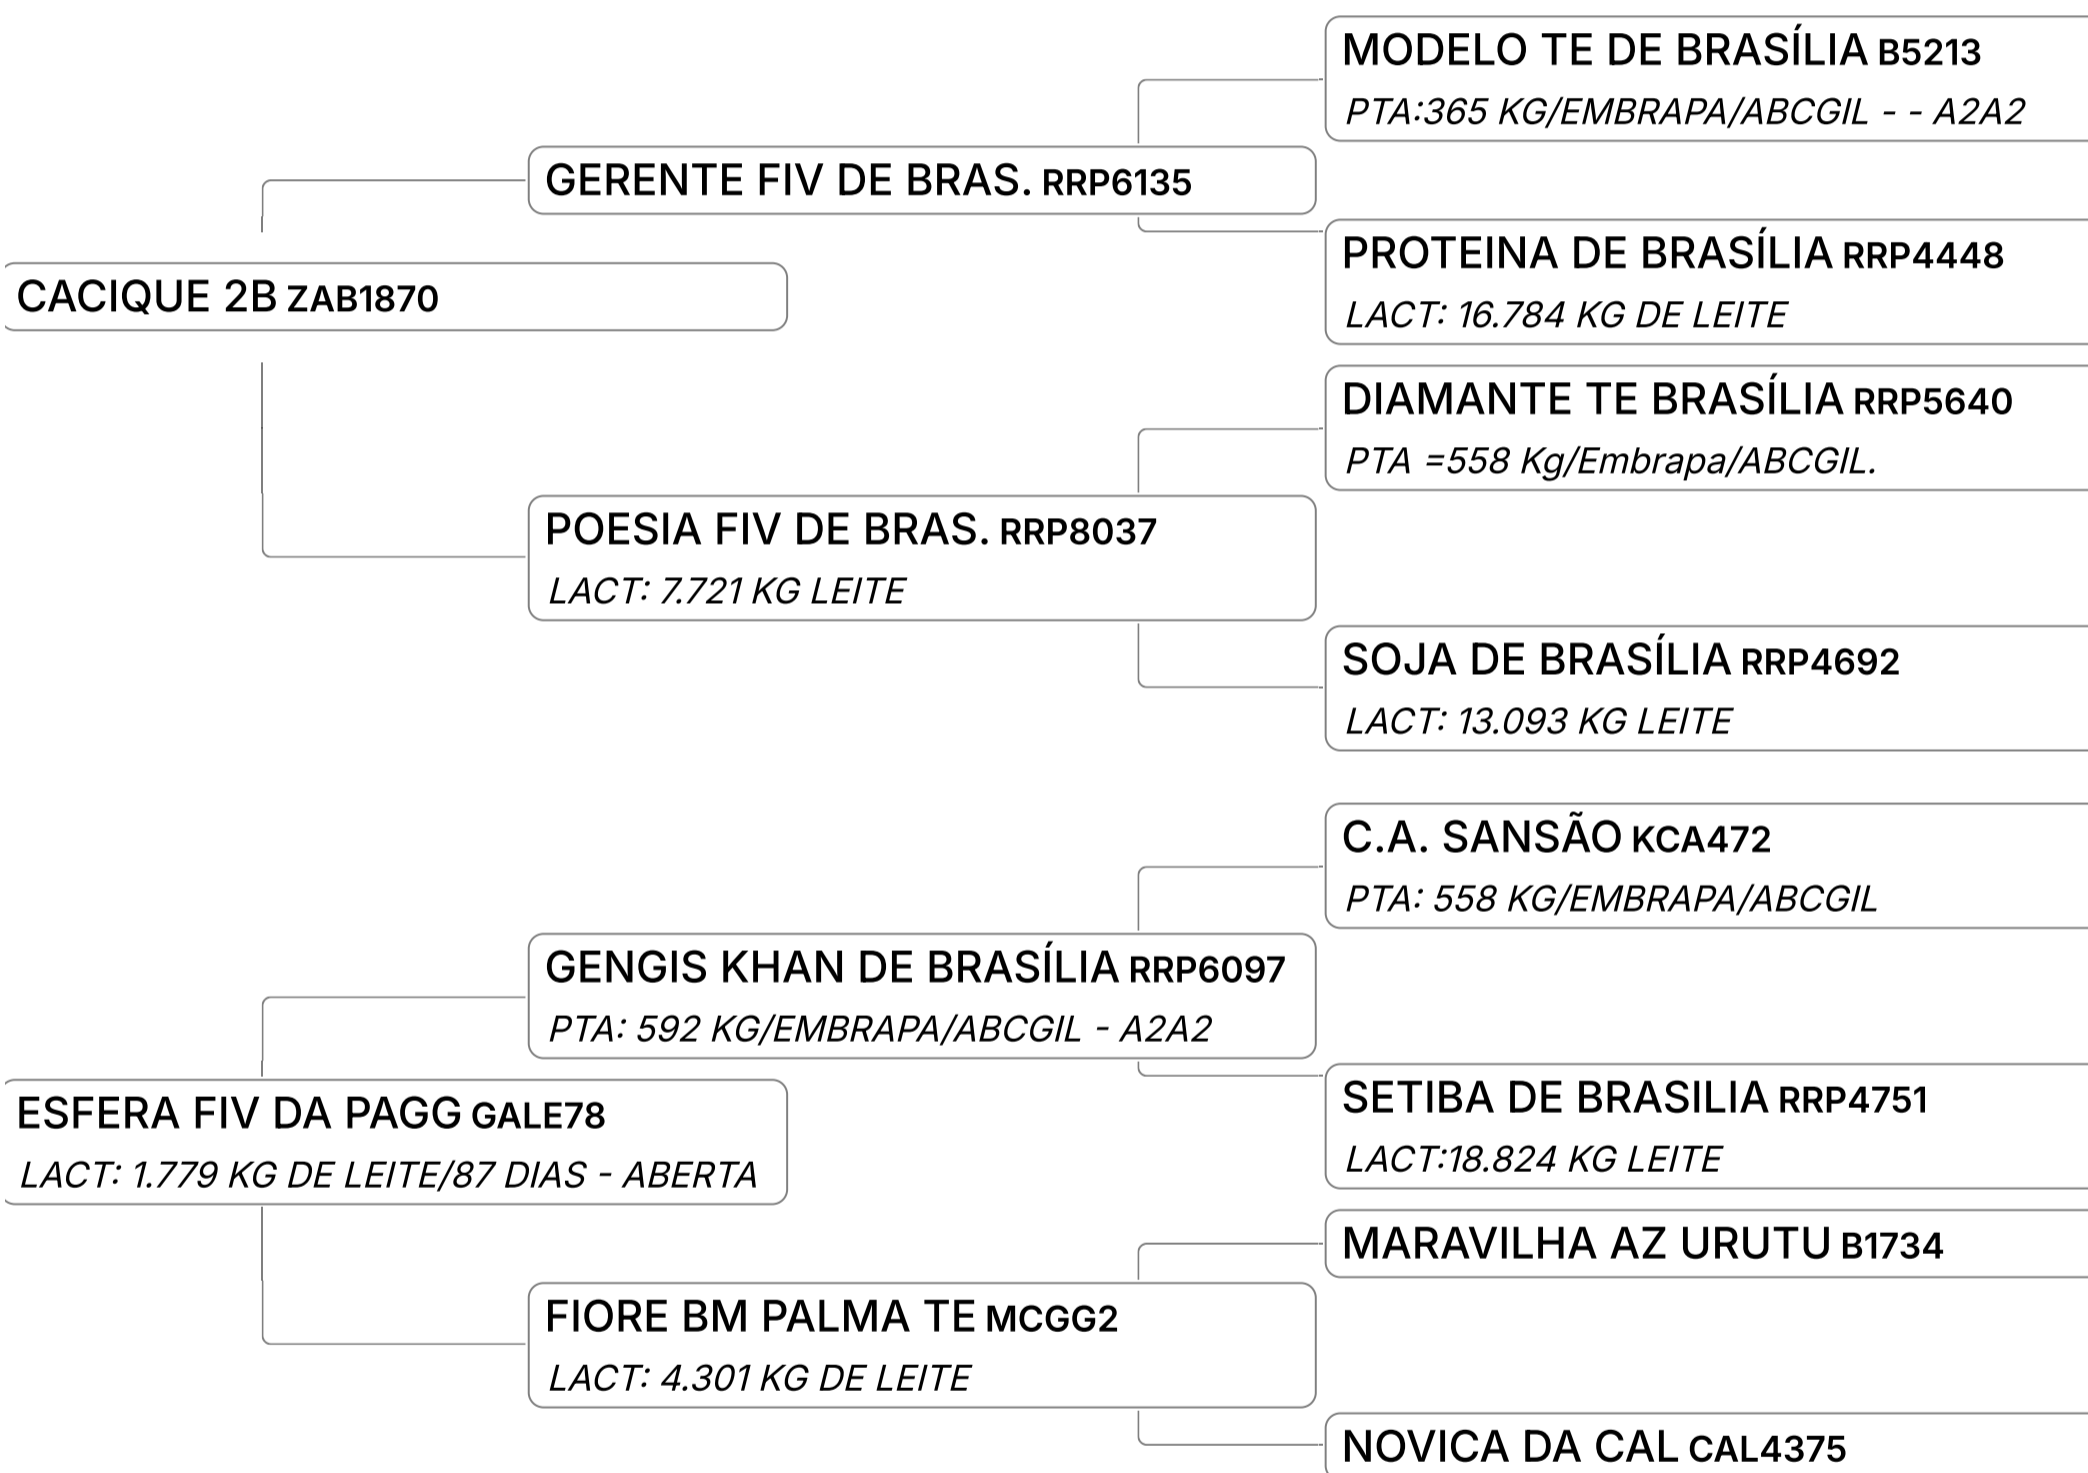 MODELO TE DE BRASÍLIA B5213
PTA:365 KG/EMBRAPA/ABCGIL - - A2A2
GERENTE FIV DE BRAS. RRP6135
PROTEINA DE BRASÍLIA RRP4448
LACT: 16.784 KG DE LEITE
CACIQUE 2B ZAB1870
DIAMANTE TE BRASÍLIA RRP5640
PTA =558 Kg/Embrapa/ABCGIL.
POESIA FIV DE BRAS. RRP8037
LACT: 7.721 KG LEITE
SOJA DE BRASÍLIA RRP4692
LACT: 13.093 KG LEITE
C.A. SANSÃO KCA472
PTA: 558 KG/EMBRAPA/ABCGIL
GENGIS KHAN DE BRASÍLIA RRP6097
PTA: 592 KG/EMBRAPA/ABCGIL - A2A2
SETIBA DE BRASILIA RRP4751
LACT:18.824 KG LEITE
ESFERA FIV DA PAGG GALE78
LACT: 1.779 KG DE LEITE/87 DIAS - ABERTA
MARAVILHA AZ URUTU B1734
FIORE BM PALMA TE MCGG2
LACT: 4.301 KG DE LEITE
NOVICA DA CAL CAL4375